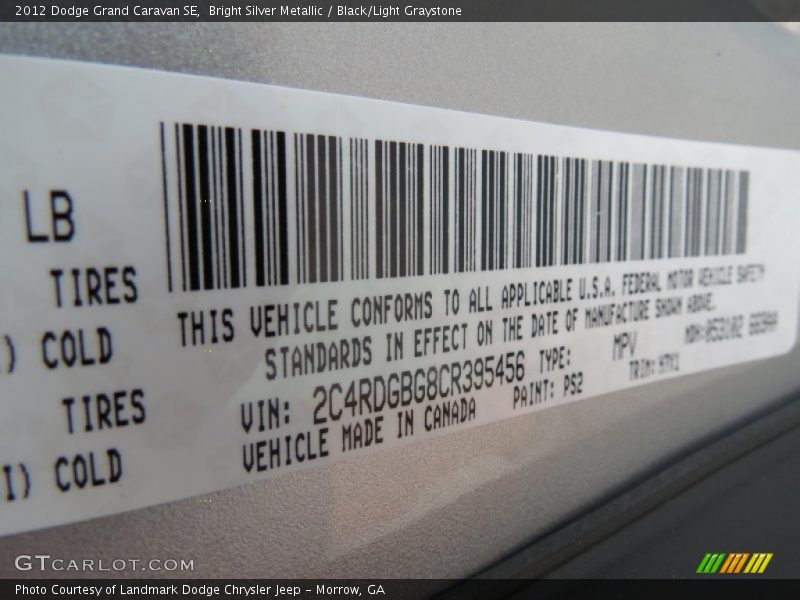 2012 Dodge Grand Caravan SE, Bright Silver Metallic / Black/Light Graystone
LB
TIRES
) COLD
TIRES
I) COLD
THIS VEHICLE CONFORMS TO ALL APPLICABLE U.S.A. FEDERAL MOTOR VEHICLE SAFETY
STANDARDS IN EFFECT ON THE DATE OF MANUFACTURE SHOWN ABOVE.
VIN: 2C4RDGBG8CR395456 TYPE: MPV
VEHICLE MADE IN CANADA PAINT: PS2 TRIM:
GTCARLOT.COM
Photo Courtesy of Landmark Dodge Chrysler Jeep – Morrow, GA